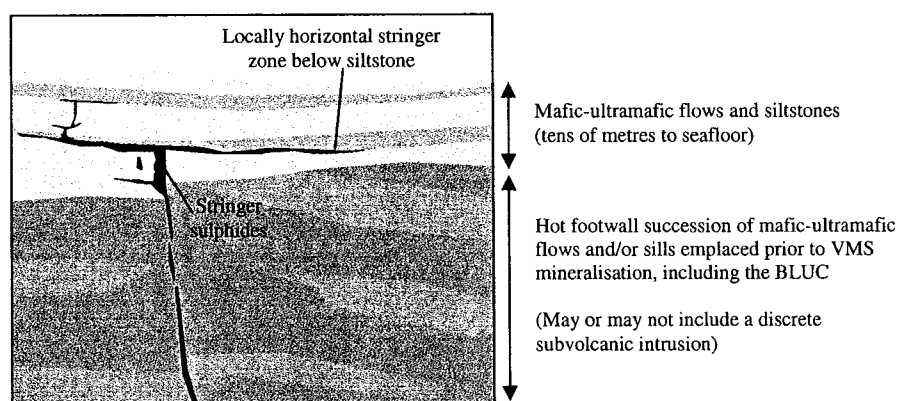 Locally horizontal stringer
zone below siltstone
Mafic-ultramafic flows and siltstones
(tens of metres to seafloor)
Stringer
sulphides
Hot footwall succession of mafic-ultramafic
flows and/or sills emplaced prior to VMS
mineralisation, including the BLUC
(May or may not include a discrete
subvolcanic intrusion)